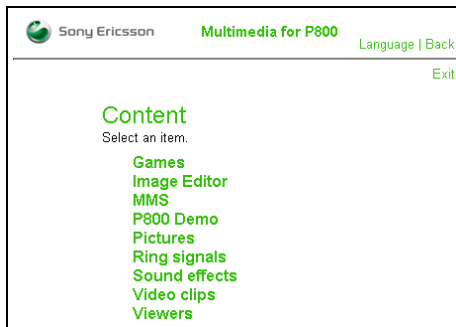 Sony Ericsson Multimedia for P800
Language | Back
Exit
Content
Select an item.
Games
Image Editor
MMS
P800 Demo
Pictures
Ring signals
Sound effects
Video clips
Viewers